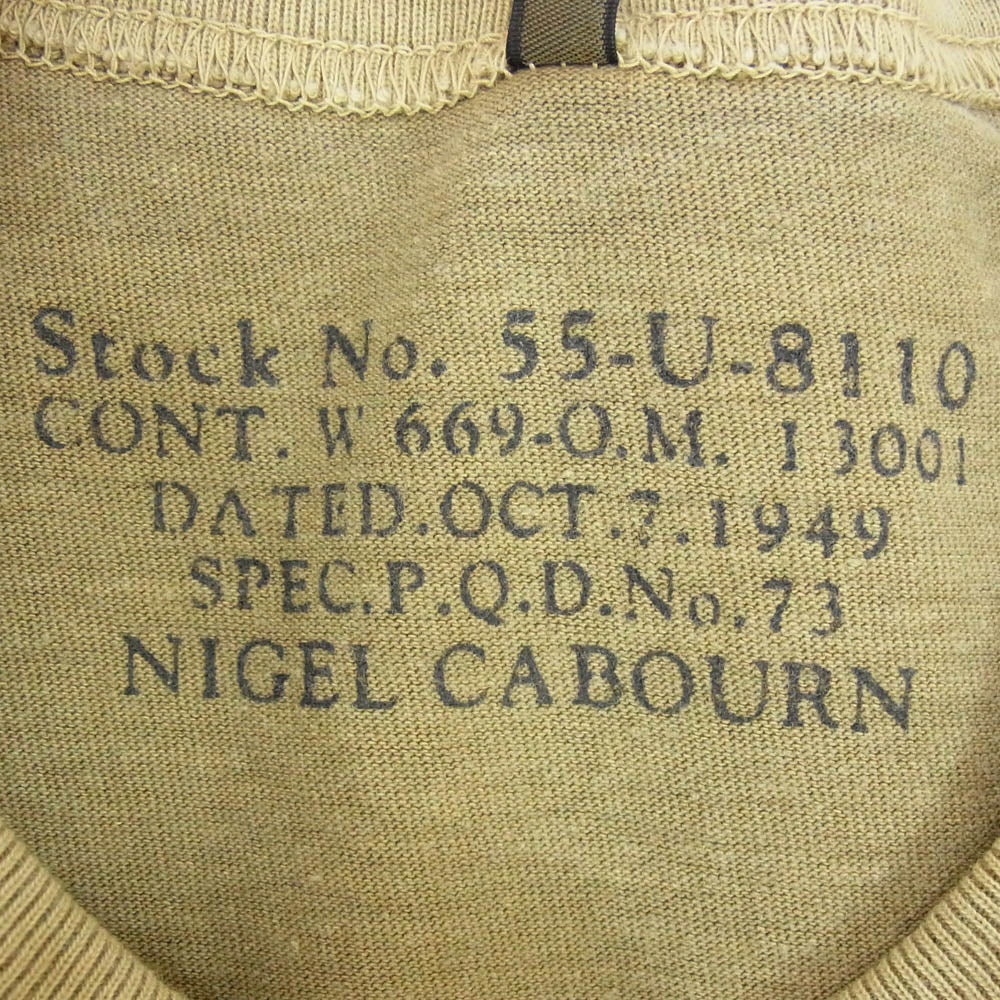 Stock No. 55-U-8110
CONT. W 669-O.M. 13001
DATED.OCT.7.1949
SPEC.P.Q.D.No.73
NIGEL CABOURN